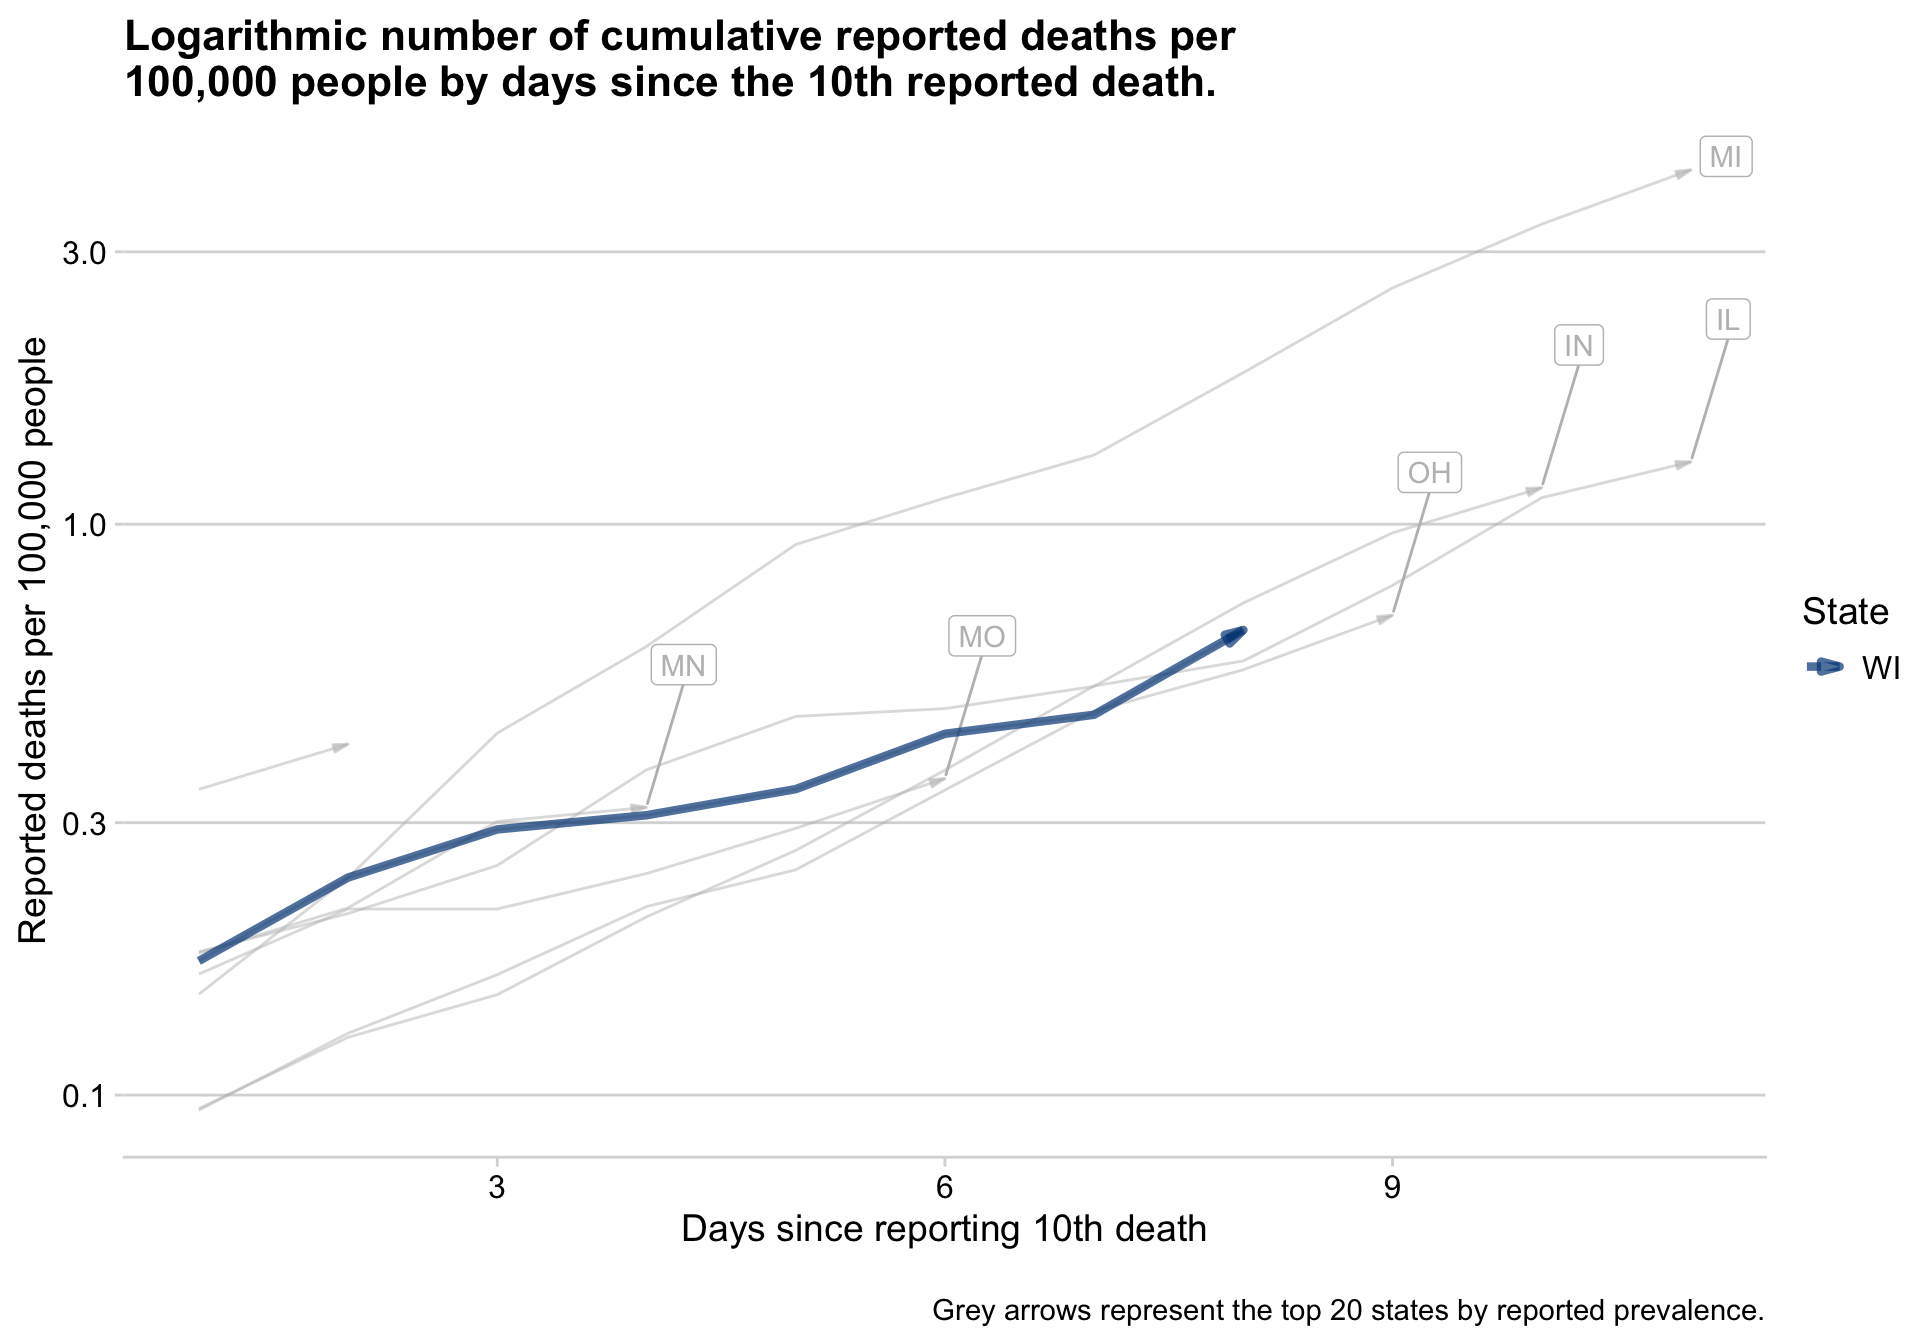 Logarithmic number of cumulative reported deaths per
100,000 people by days since the 10th reported death.
MI
3.0
IL
IN
OH
1.0
MO
MN
0.3
0.1
Reported deaths per 100,000 people
State
WI
3
6
9
Days since reporting 10th death
Grey arrows represent the top 20 states by reported prevalence.